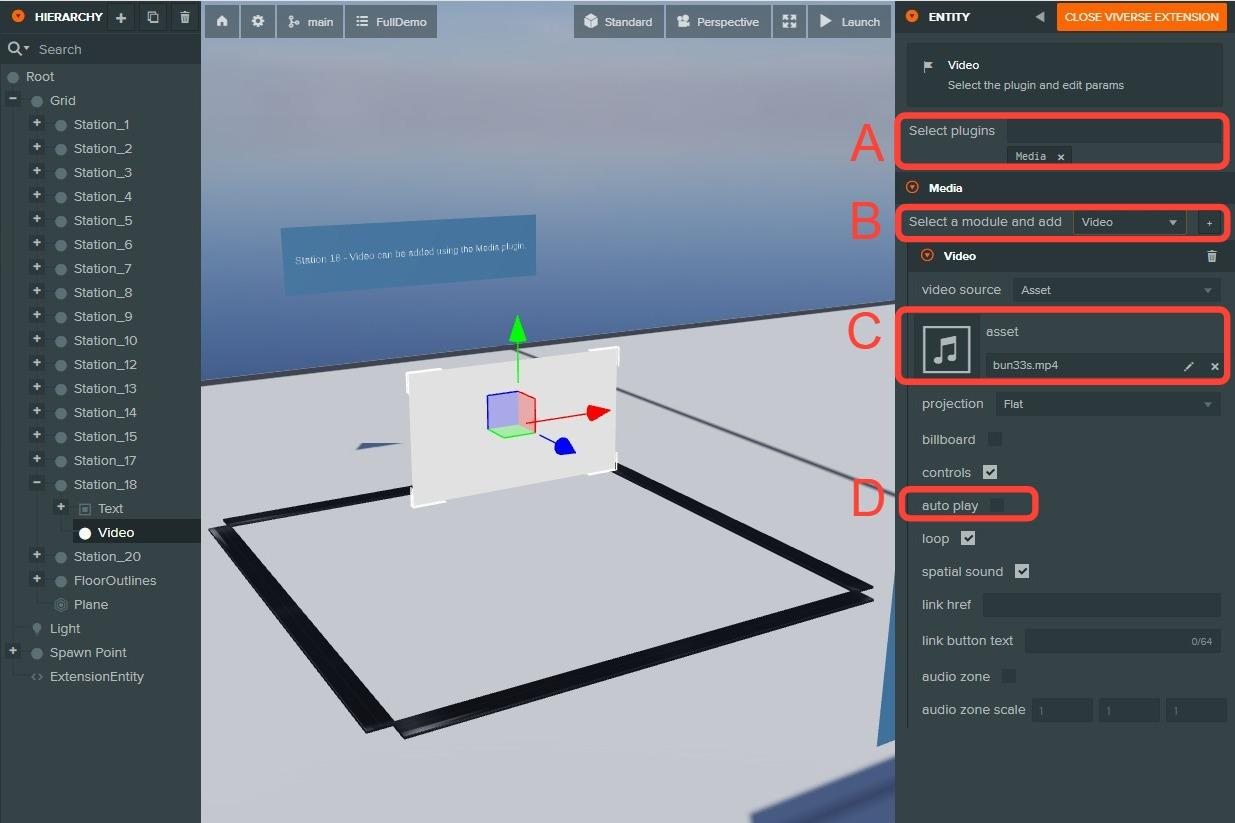 HIERARCHY
Search
Root
Grid
Station_1
Station_2
Station_3
Station_4
Station_5
Station_6
Station_7
Station_8
Station_9
Station_10
Station_12
Station_13
Station_14
Station_15
Station_17
Station_18
Text
Video
Station_20
FloorOutlines
Plane
Light
Spawn Point
ExtensionEntity
main FullDemo Standard Perspective Launch
Station 18 - Video can be added using the Media plugin.
ENTITY CLOSE VIVERSE EXTENSION
Video
Select the plugin and edit params
A Select plugins
Media ×
Media
B Select a module and add Video +
Video
video source Asset
C asset
bun33s.mp4
projection Flat
billboard
controls
D auto play
loop
spatial sound
link href
link button text 0/64
audio zone
audio zone scale 1 1 1